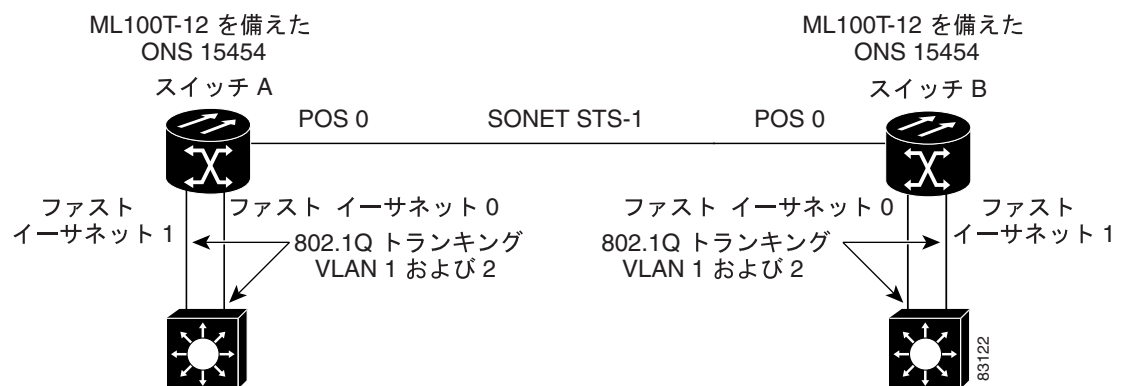 ML100T-12 を備えた
ONS 15454
スイッチ A
ML100T-12 を備えた
ONS 15454
スイッチ B
POS 0
SONET STS-1
POS 0
ファスト
イーサネット 1
ファスト イーサネット 0
802.1Q トランキング
VLAN 1 および 2
ファスト イーサネット 0
802.1Q トランキング
VLAN 1 および 2
ファスト
イーサネット 1
83122